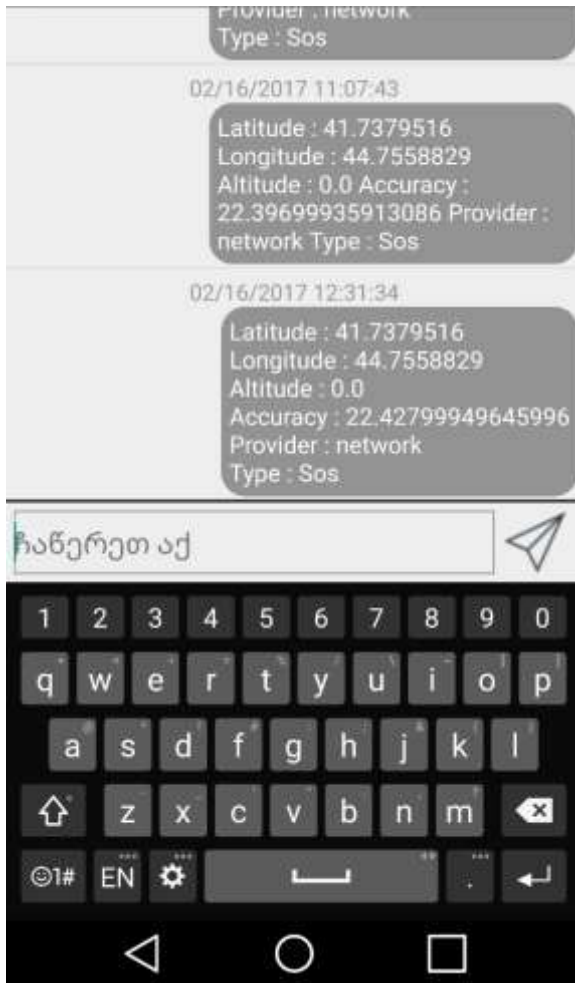 Provider : network
Type : Sos
02/16/2017 11:07:43
Latitude : 41.7379516
Longitude : 44.7558829
Altitude : 0.0 Accuracy :
22.39699935913086 Provider :
network Type : Sos
02/16/2017 12:31:34
Latitude : 41.7379516
Longitude : 44.7558829
Altitude : 0.0
Accuracy : 22.42799949645996
Provider : network
Type : Sos
ჩაწერეთ აქ
1 2 3 4 5 6 7 8 9 0
q w e r t y u i o p
a s d f g h j k l
z x c v b n m
☺1# EN .